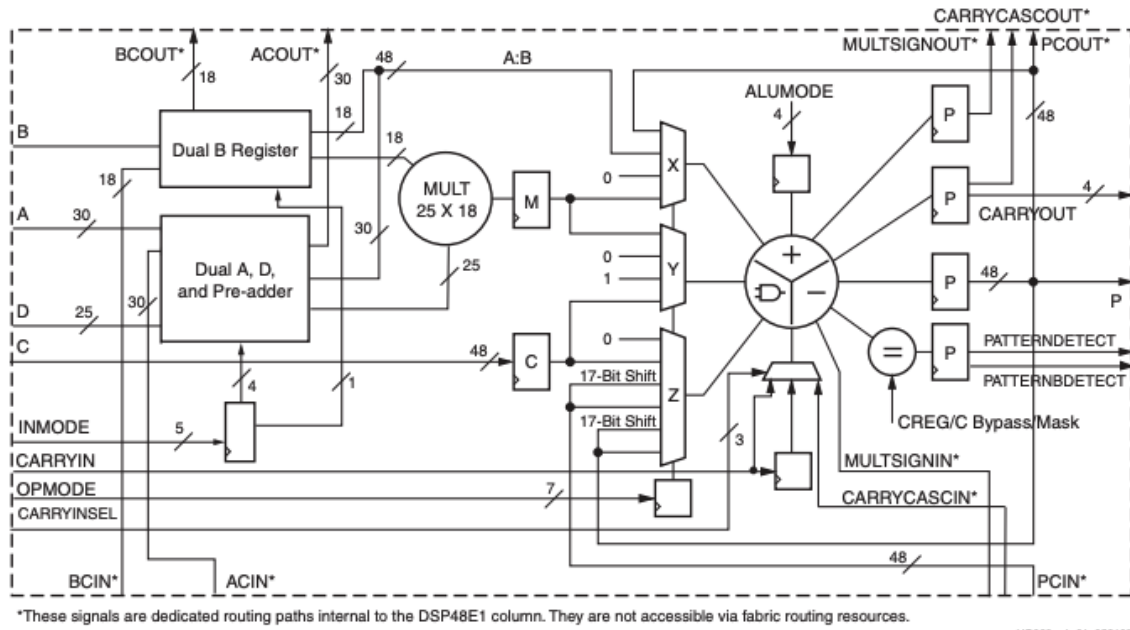 CARRYCASCOUT*
BCOUT* ACOUT* MULTSIGNOUT* PCOUT*
48 A:B
18 30 ALUMODE
18 4 P 48
B 18
Dual B Register X
18 MULT 0 P 4
25 X 18 M CARRYOUT
A 30 30 Y +
Dual A, D,
and Pre-adder 25 0
1 P 48
30 − P
D 25
C 48 C 0 = P PATTERNDETECT
17-Bit Shift PATTERNBDETECT
4 1 Z
17-Bit Shift CREG/C Bypass/Mask
INMODE 5 3
CARRYIN MULTSIGNIN*
OPMODE 7 CARRYCASCIN*
CARRYINSEL
48
BCIN* ACIN* PCIN*
*These signals are dedicated routing paths internal to the DSP48E1 column. They are not accessible via fabric routing resources.